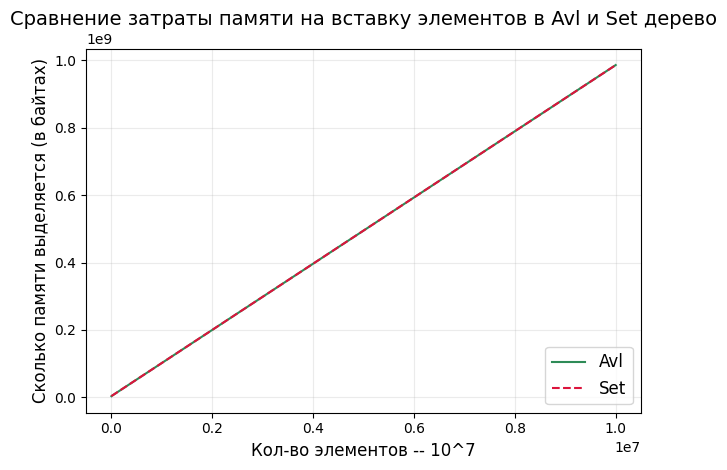 Сравнение затраты памяти на вставку элементов в Avl и Set дерево
1e9
1.0
0.8
0.6
0.4
0.2
0.0
Сколько памяти выделяется (в байтах)
Avl
Set
0.0 0.2 0.4 0.6 0.8 1.0
1e7
Кол-во элементов -- 10^7